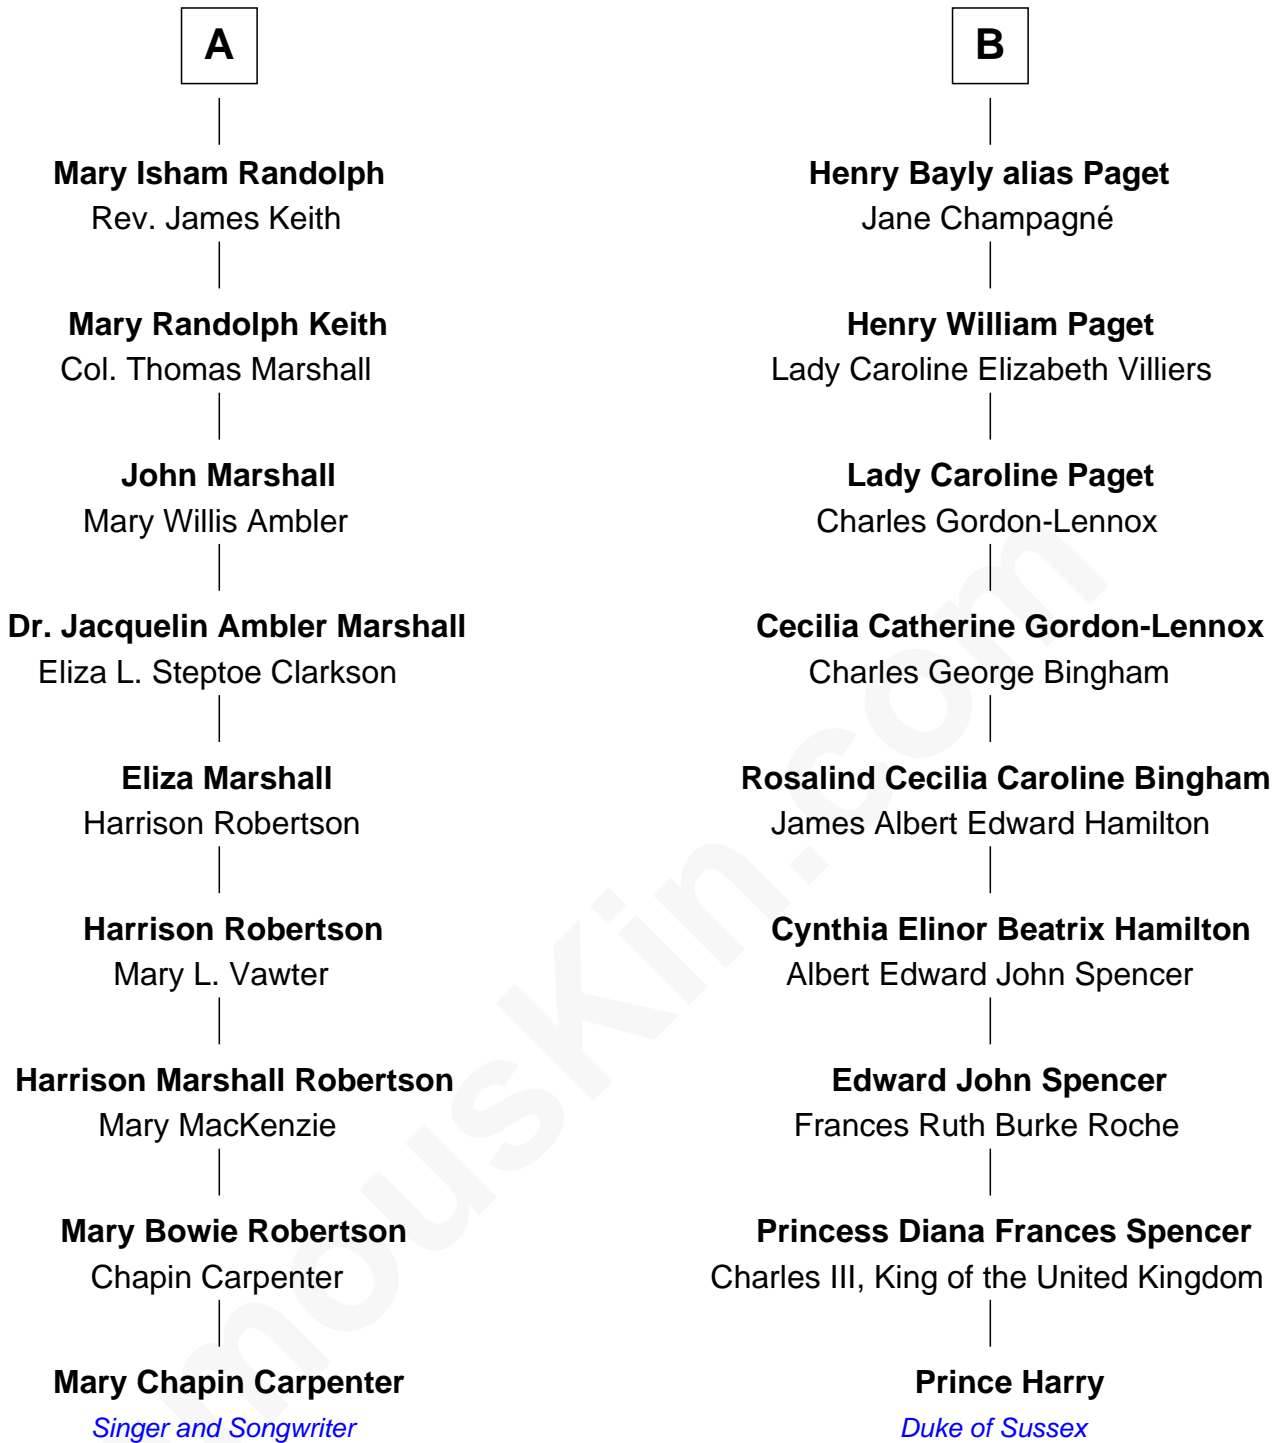 A
Mary Isham Randolph
Rev. James Keith
Mary Randolph Keith
Col. Thomas Marshall
John Marshall
Mary Willis Ambler
Dr. Jacquelin Ambler Marshall
Eliza L. Steptoe Clarkson
Eliza Marshall
Harrison Robertson
Harrison Robertson
Mary L. Vawter
Harrison Marshall Robertson
Mary MacKenzie
Mary Bowie Robertson
Chapin Carpenter
Mary Chapin Carpenter
Singer and Songwriter
B
Henry Bayly alias Paget
Jane Champagné
Henry William Paget
Lady Caroline Elizabeth Villiers
Lady Caroline Paget
Charles Gordon-Lennox
Cecilia Catherine Gordon-Lennox
Charles George Bingham
Rosalind Cecilia Caroline Bingham
James Albert Edward Hamilton
Cynthia Elinor Beatrix Hamilton
Albert Edward John Spencer
Edward John Spencer
Frances Ruth Burke Roche
Princess Diana Frances Spencer
Charles III, King of the United Kingdom
Prince Harry
Duke of Sussex
mousKin.com